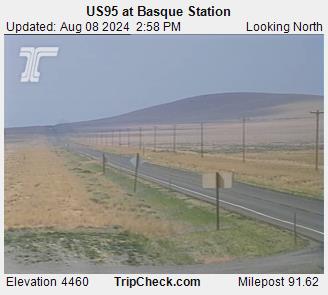 US95 at Basque Station
Updated: Aug 08 2024 2:58 PM Looking North
Elevation 4460 TripCheck.com Milepost 91.62